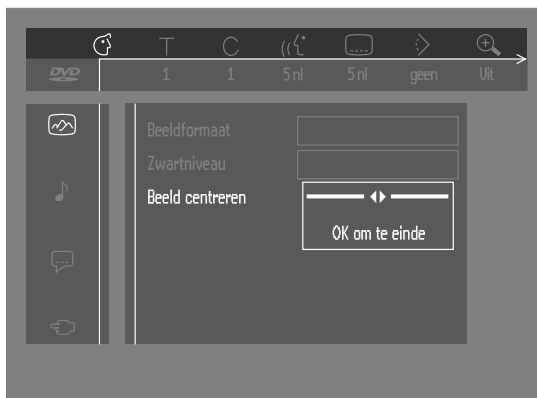 T C
DVD 1 1 5 nl 5 nl geen Uit
Beeldformaat
Zwartniveau
Beeld centreren
OK om te einde